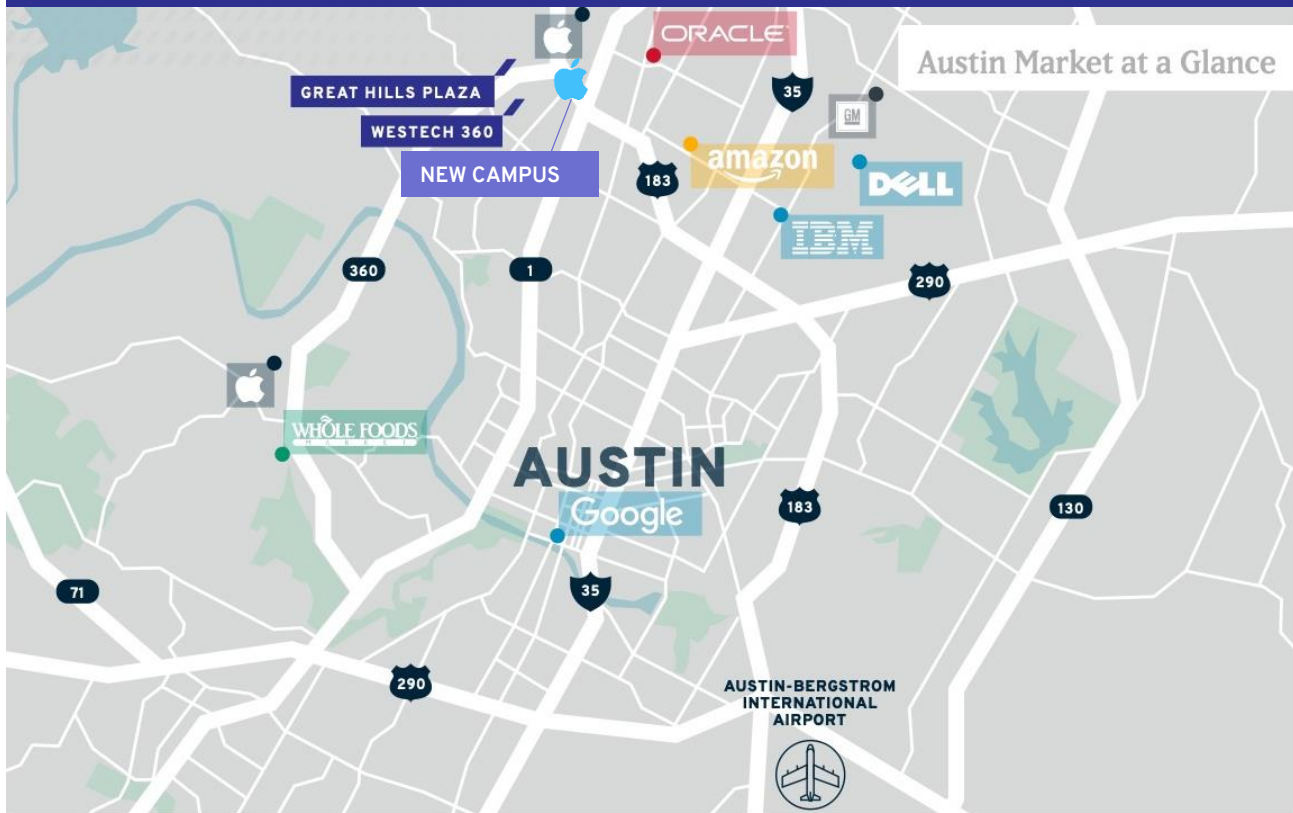 ORACLE
Austin Market at a Glance
GREAT HILLS PLAZA
35
GM
WESTECH 360
NEW CAMPUS
amazon
183
DELL
IBM
360
1
290
WHOLE FOODS
MARKET
AUSTIN
Google
183
130
71
35
290
AUSTIN-BERGSTROM
INTERNATIONAL
AIRPORT